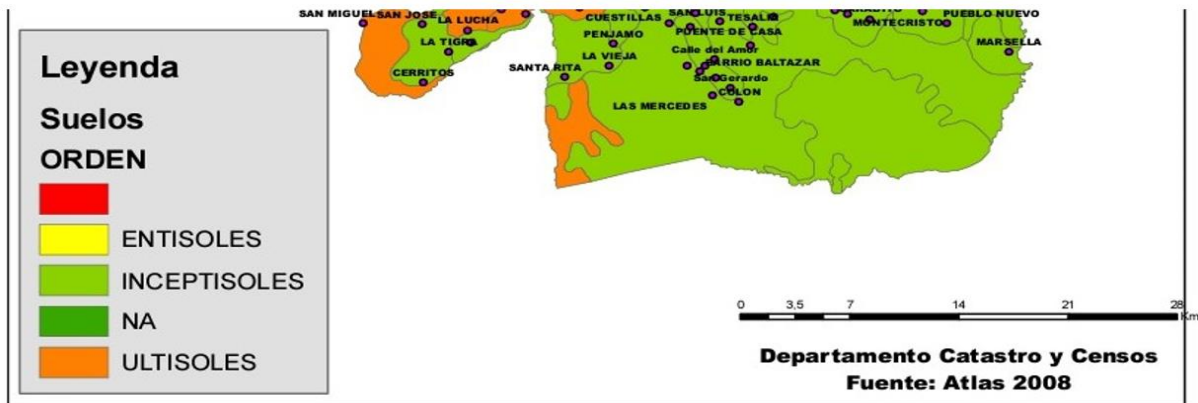 SAN MIGUEL
SAN JOSE
LA LUCHA
LA TIGRA
CERRITOS
CUESTILLAS
SAN LUIS
TESALIA
PUEBLO NUEVO
MONTECRISTO
PENJAMO
PUENTE DE CASA
MARSELLA
LA VIEJA
Calle del Amor
SANTA RITA
BARRIO BALTAZAR
San Gerardo
COLON
LAS MERCEDES
Leyenda
Suelos
ORDEN
ENTISOLES
INCEPTISOLES
NA
ULTISOLES
0 3,5 7 14 21 28
Km
Departamento Catastro y Censos
Fuente: Atlas 2008